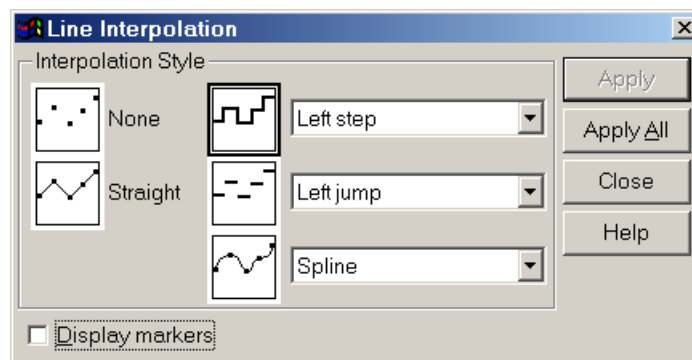 Line Interpolation
Interpolation Style
None
Left step
Straight
Left jump
Spline
Apply
Apply All
Close
Help
Display markers